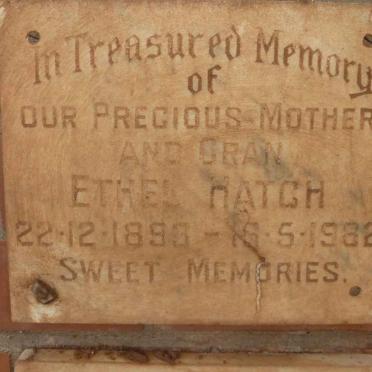 In Treasured Memory
of
OUR PRECIOUS MOTHER
AND GRAN
ETHEL HATCH
SWEET MEMORIES.